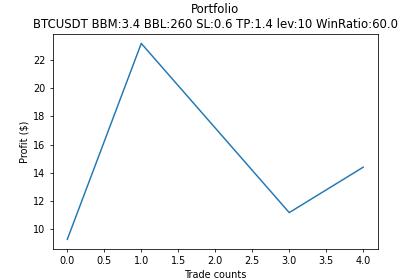 Portfolio
BTCUSDT BBM:3.4 BBL:260 SL:0.6 TP:1.4 lev:10 WinRatio:60.0
22
20
18
16
14
12
10
Profit ($)
0.0 0.5 1.0 1.5 2.0 2.5 3.0 3.5 4.0
Trade counts